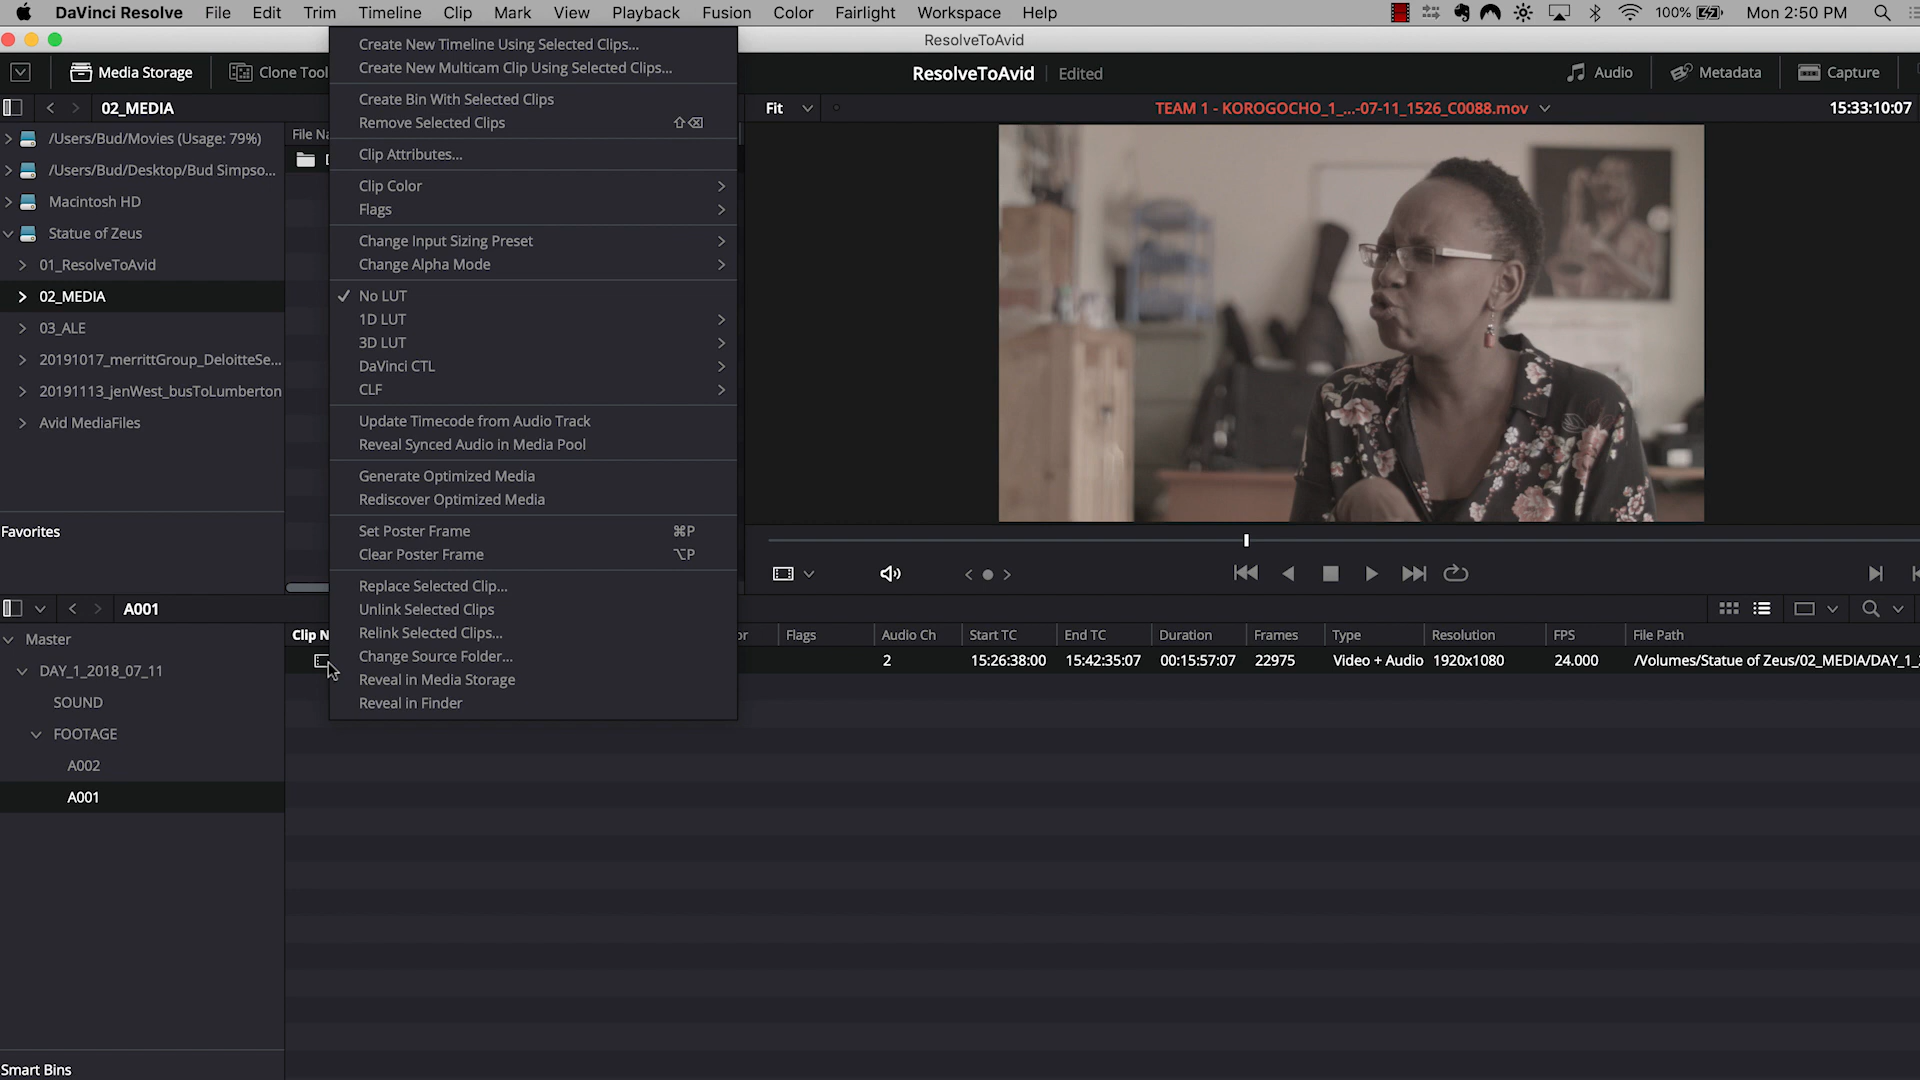 DaVinci Resolve File Edit Trim Timeline Clip Mark View Playback Fusion Color Fairlight Workspace Help 100% Mon 2:50 PM
ResolveToAvid
Media Storage Clone Tool ResolveToAvid Edited Audio Metadata Capture
02_MEDIA Fit TEAM 1 - KOROGOCHO_1_...-07-11_1526_C0088.mov 15:33:10:07
/Users/Bud/Movies (Usage: 79%)
/Users/Bud/Desktop/Bud Simpso...
Macintosh HD
Statue of Zeus
01_ResolveToAvid
02_MEDIA
03_ALE
20191017_merrittGroup_DeloitteSe...
20191113_jenWest_busToLumberton
Avid MediaFiles
Favorites
File Na
Create New Timeline Using Selected Clips...
Create New Multicam Clip Using Selected Clips...
Create Bin With Selected Clips
Remove Selected Clips ⇧⌫
Clip Attributes...
Clip Color
Flags
Change Input Sizing Preset
Change Alpha Mode
No LUT
1D LUT
3D LUT
DaVinci CTL
CLF
Update Timecode from Audio Track
Reveal Synced Audio in Media Pool
Generate Optimized Media
Rediscover Optimized Media
Set Poster Frame ⌘P
Clear Poster Frame ⌥P
Replace Selected Clip...
Unlink Selected Clips
Relink Selected Clips...
Change Source Folder...
Reveal in Media Storage
Reveal in Finder
A001
Master
DAY_1_2018_07_11
SOUND
FOOTAGE
A002
A001
Smart Bins
Clip N or Flags Audio Ch Start TC End TC Duration Frames Type Resolution FPS File Path
2 15:26:38:00 15:42:35:07 00:15:57:07 22975 Video + Audio 1920x1080 24.000 /Volumes/Statue of Zeus/02_MEDIA/DAY_1_